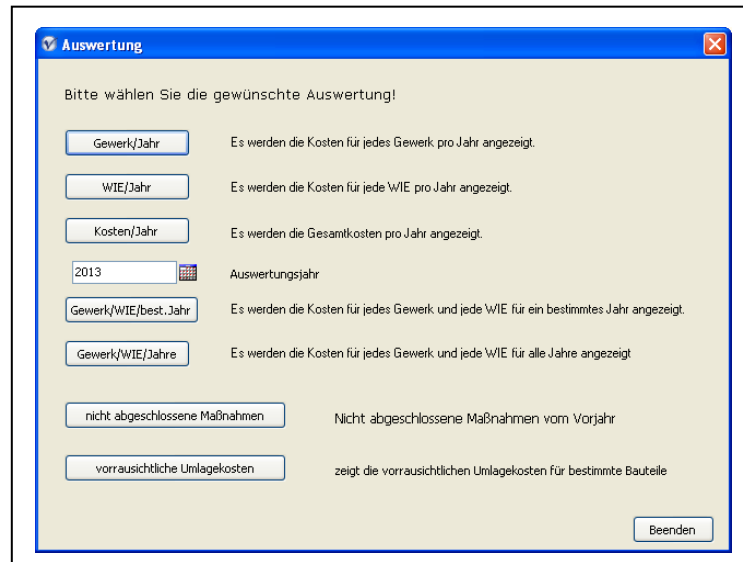 Auswertung
Bitte wählen Sie die gewünschte Auswertung!
Gewerk/Jahr Es werden die Kosten für jedes Gewerk pro Jahr angezeigt.
WIE/Jahr Es werden die Kosten für jede WIE pro Jahr angezeigt.
Kosten/Jahr Es werden die Gesamtkosten pro Jahr angezeigt.
2013 Auswertungsjahr
Gewerk/WIE/best.Jahr Es werden die Kosten für jedes Gewerk und jede WIE für ein bestimmtes Jahr angezeigt.
Gewerk/WIE/Jahre Es werden die Kosten für jedes Gewerk und jede WIE für alle Jahre angezeigt
nicht abgeschlossene Maßnahmen Nicht abgeschlossene Maßnahmen vom Vorjahr
vorrausichtliche Umlagekosten zeigt die vorrausichtlichen Umlagekosten für bestimmte Bauteile
Beenden